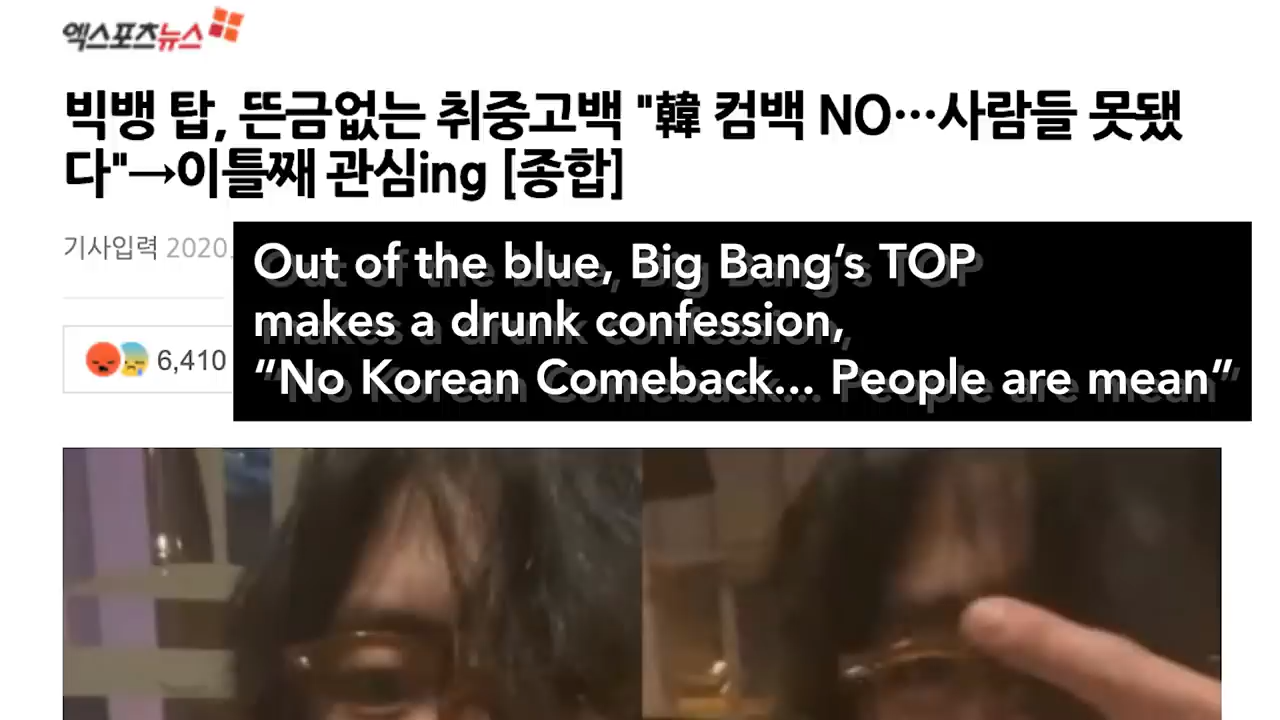 엑스포츠뉴스
빅뱅 탑, 뜬금없는 취중고백 "韓 컴백 NO…사람들 못됐
다"→이틀째 관심ing [종합]
기사입력 2020.
Out of the blue, Big Bang’s TOP
makes a drunk confession,
“No Korean Comeback... People are mean”
6,410